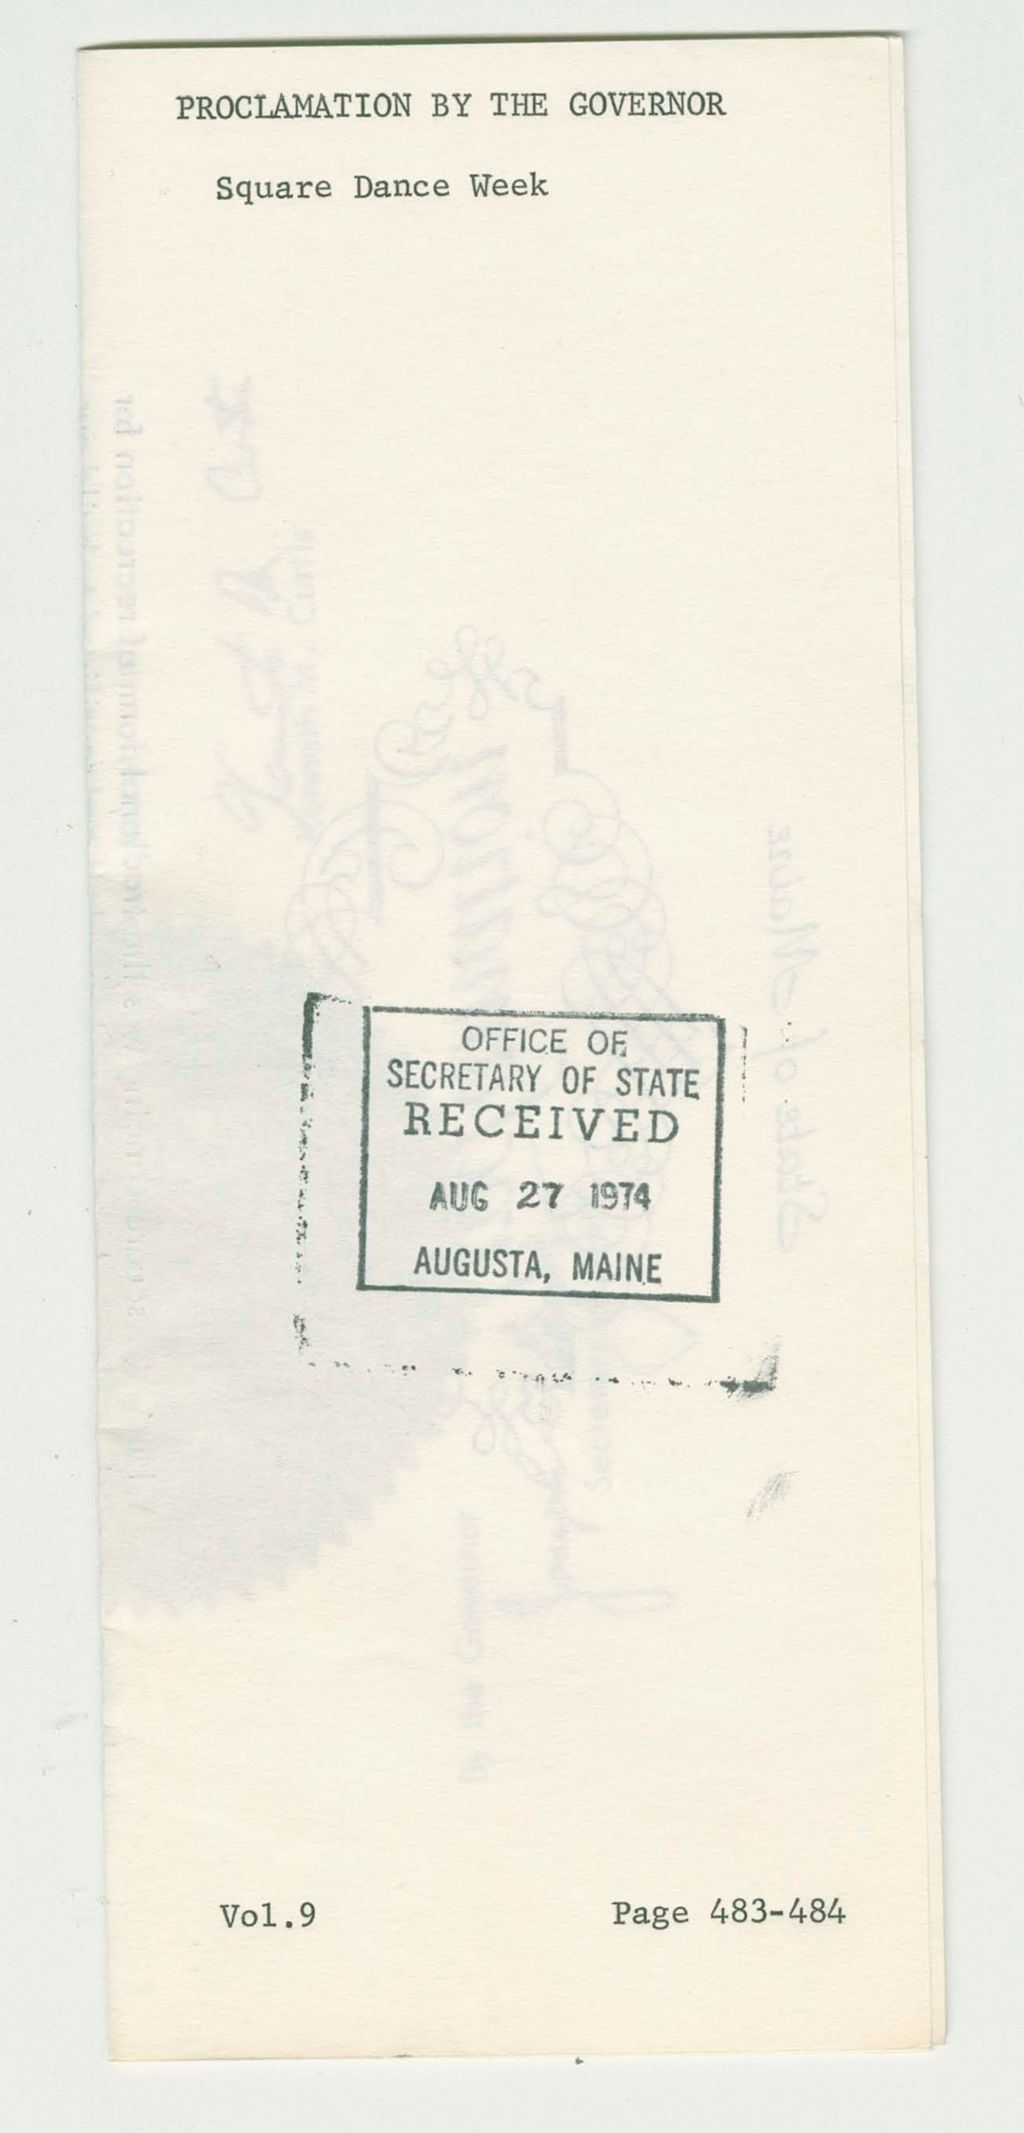 PROCLAMATION BY THE GOVERNOR
Square Dance Week
OFFICE OF
SECRETARY OF STATE
RECEIVED
AUG 27 1974
AUGUSTA, MAINE
Vol.9 Page 483-484